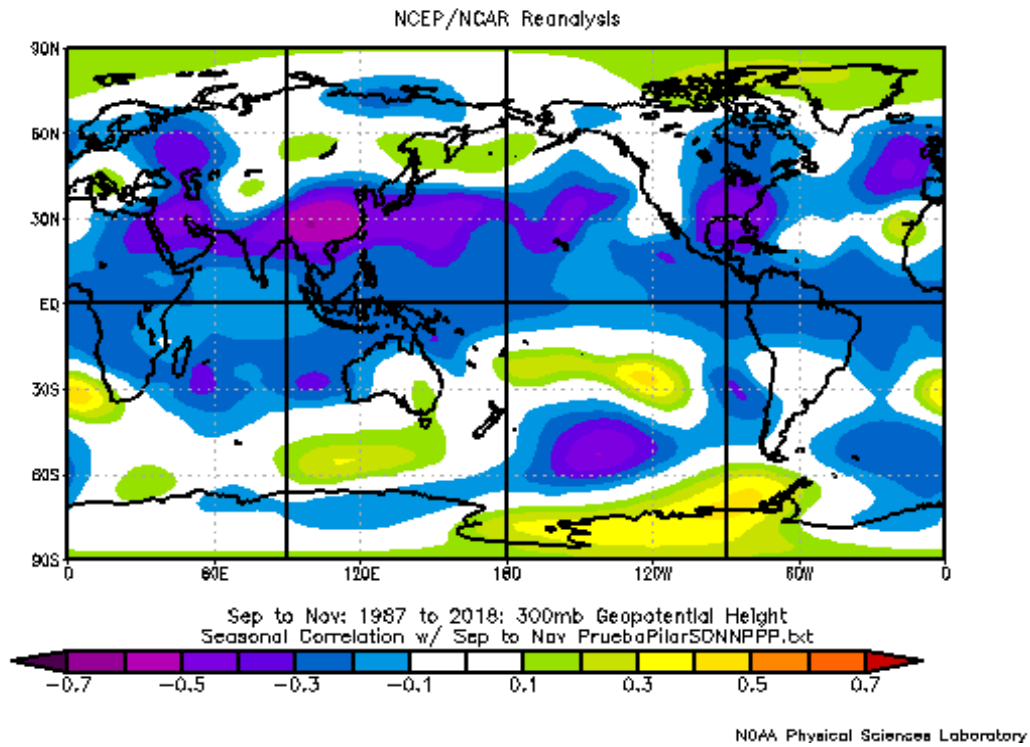 NCEP/NCAR Reanalysis
90N
60N
30N
EQ
30S
60S
90S
0 60E 120E 180 120W 60W 0
Sep to Nov: 1987 to 2018: 300mb Geopotential Height
Seasonal Correlation w/ Sep to Nov PruebaPilarSONNPPP.txt
−0.7 −0.5 −0.3 −0.1 0.1 0.3 0.5 0.7
NOAA Physical Sciences Laboratory